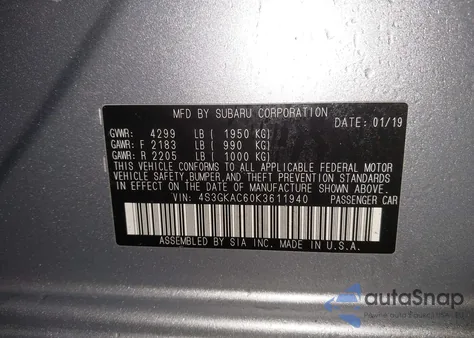 MFD BY SUBARU CORPORATION
DATE: 01/19
GVWR: 4299 LB ( 1950 KG)
GAWR: F 2183 LB ( 990 KG)
GAWR: R 2205 LB ( 1000 KG)
THIS VEHICLE CONFORMS TO ALL APPLICABLE FEDERAL MOTOR
VEHICLE SAFETY, BUMPER, AND THEFT PREVENTION STANDARDS
IN EFFECT ON THE DATE OF MANUFACTURE SHOWN ABOVE.
VIN: 4S3GKAC60K3611940 PASSENGER CAR
ASSEMBLED BY SIA INC. MADE IN U.S.A.
autaSnap